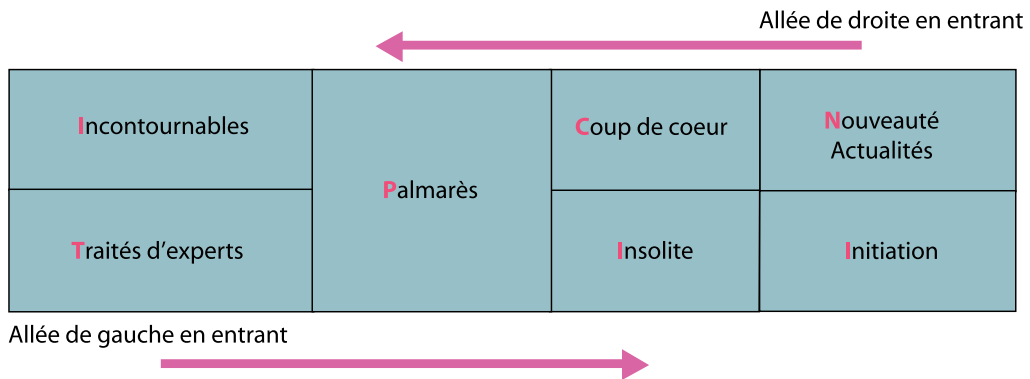 Allée de droite en entrant
Incontournables
Coup de coeur
Nouveauté
Actualités
Palmarès
Traités d’experts
Insolite
Initiation
Allée de gauche en entrant